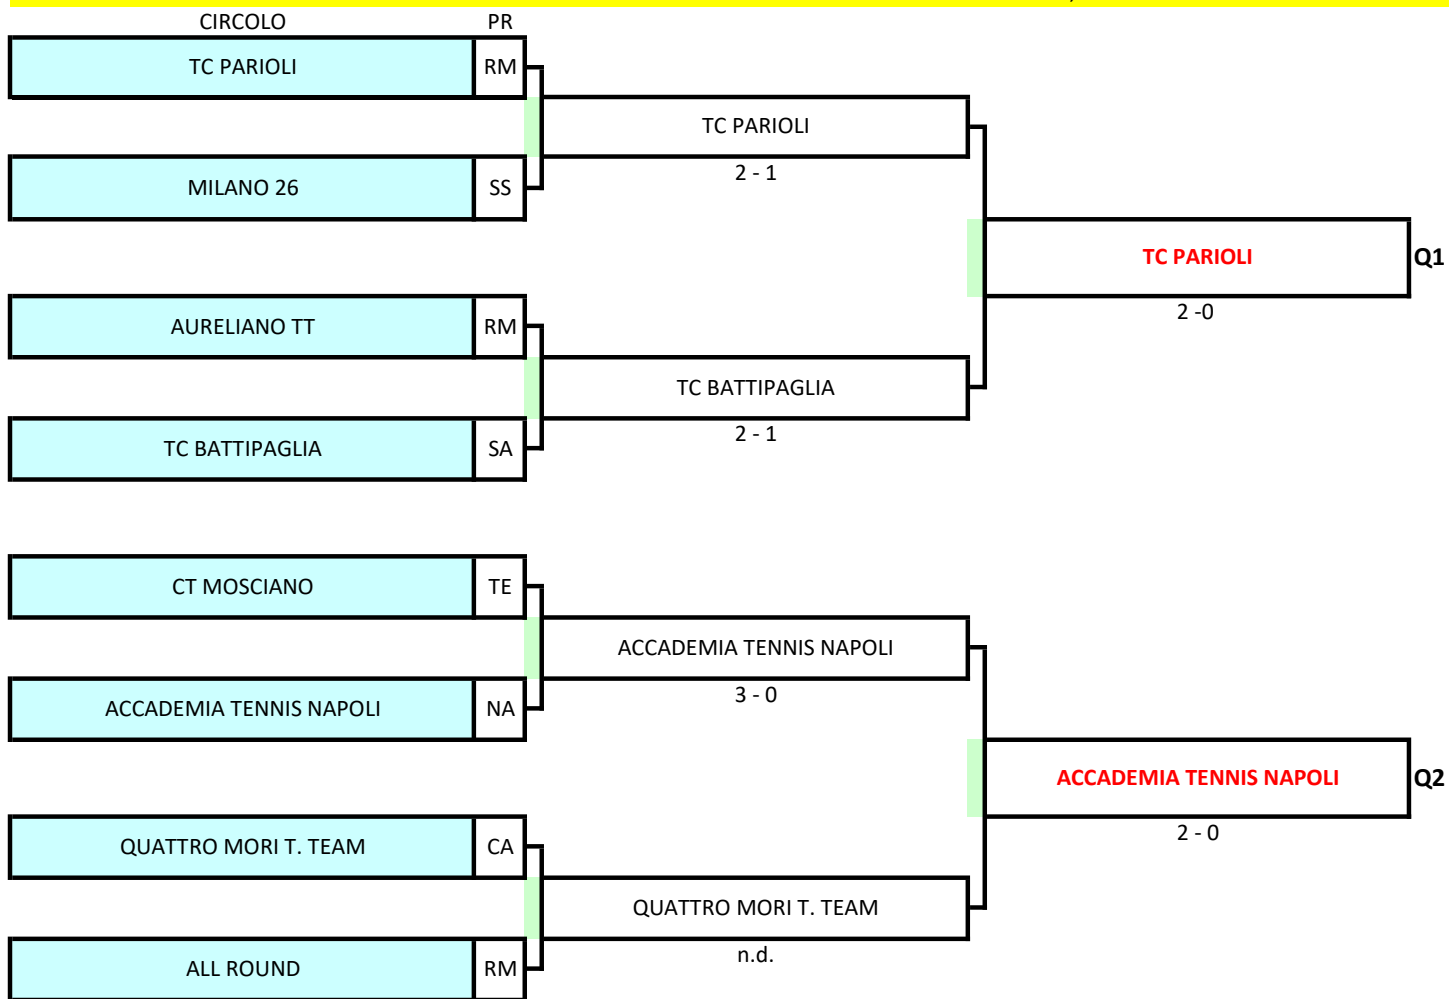 CIRCOLO PR
TC PARIOLI RM
TC PARIOLI
2 - 1
MILANO 26 SS
TC PARIOLI Q1
2 -0
AURELIANO TT RM
TC BATTIPAGLIA
2 - 1
TC BATTIPAGLIA SA
CT MOSCIANO TE
ACCADEMIA TENNIS NAPOLI
3 - 0
ACCADEMIA TENNIS NAPOLI NA
ACCADEMIA TENNIS NAPOLI Q2
2 - 0
QUATTRO MORI T. TEAM CA
QUATTRO MORI T. TEAM
n.d.
ALL ROUND RM